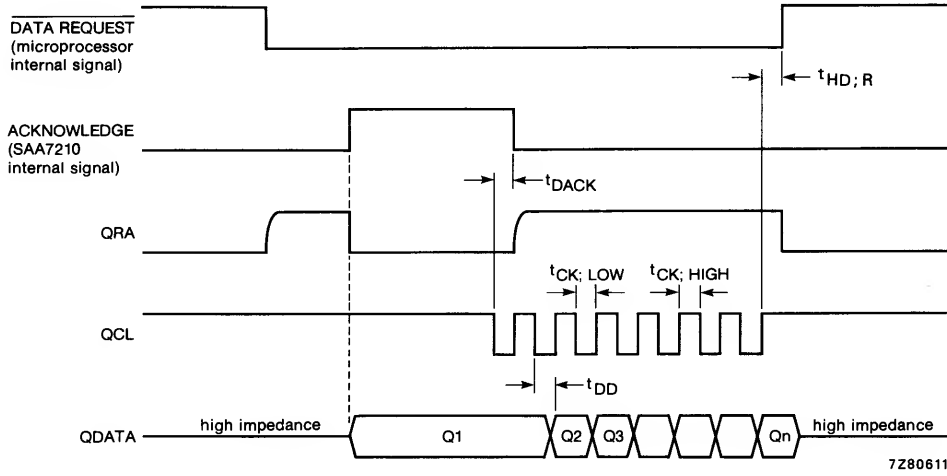 DATA REQUEST
(microprocessor
internal signal)
tHD; R
ACKNOWLEDGE
(SAA7210
internal signal)
tDACK
QRA
tCK; LOW
tCK; HIGH
QCL
tDD
QDATA
high impedance
Q1
Q2
Q3
Qn
high impedance
7Z80611